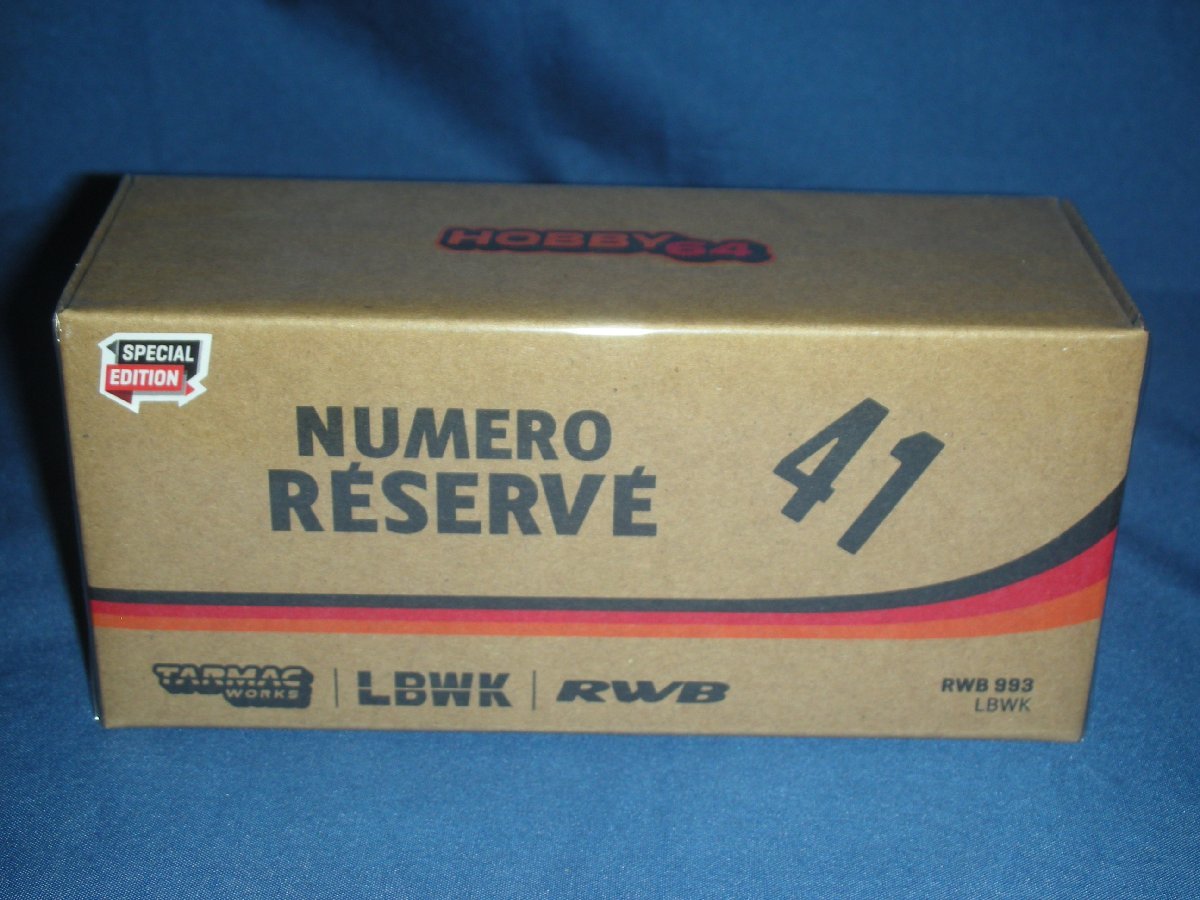 HOBBY64
SPECIAL
EDITION
NUMERO
RÉSERVÉ
41
TARMAC
WORKS
LBWK
RWB
RWB 993
LBWK